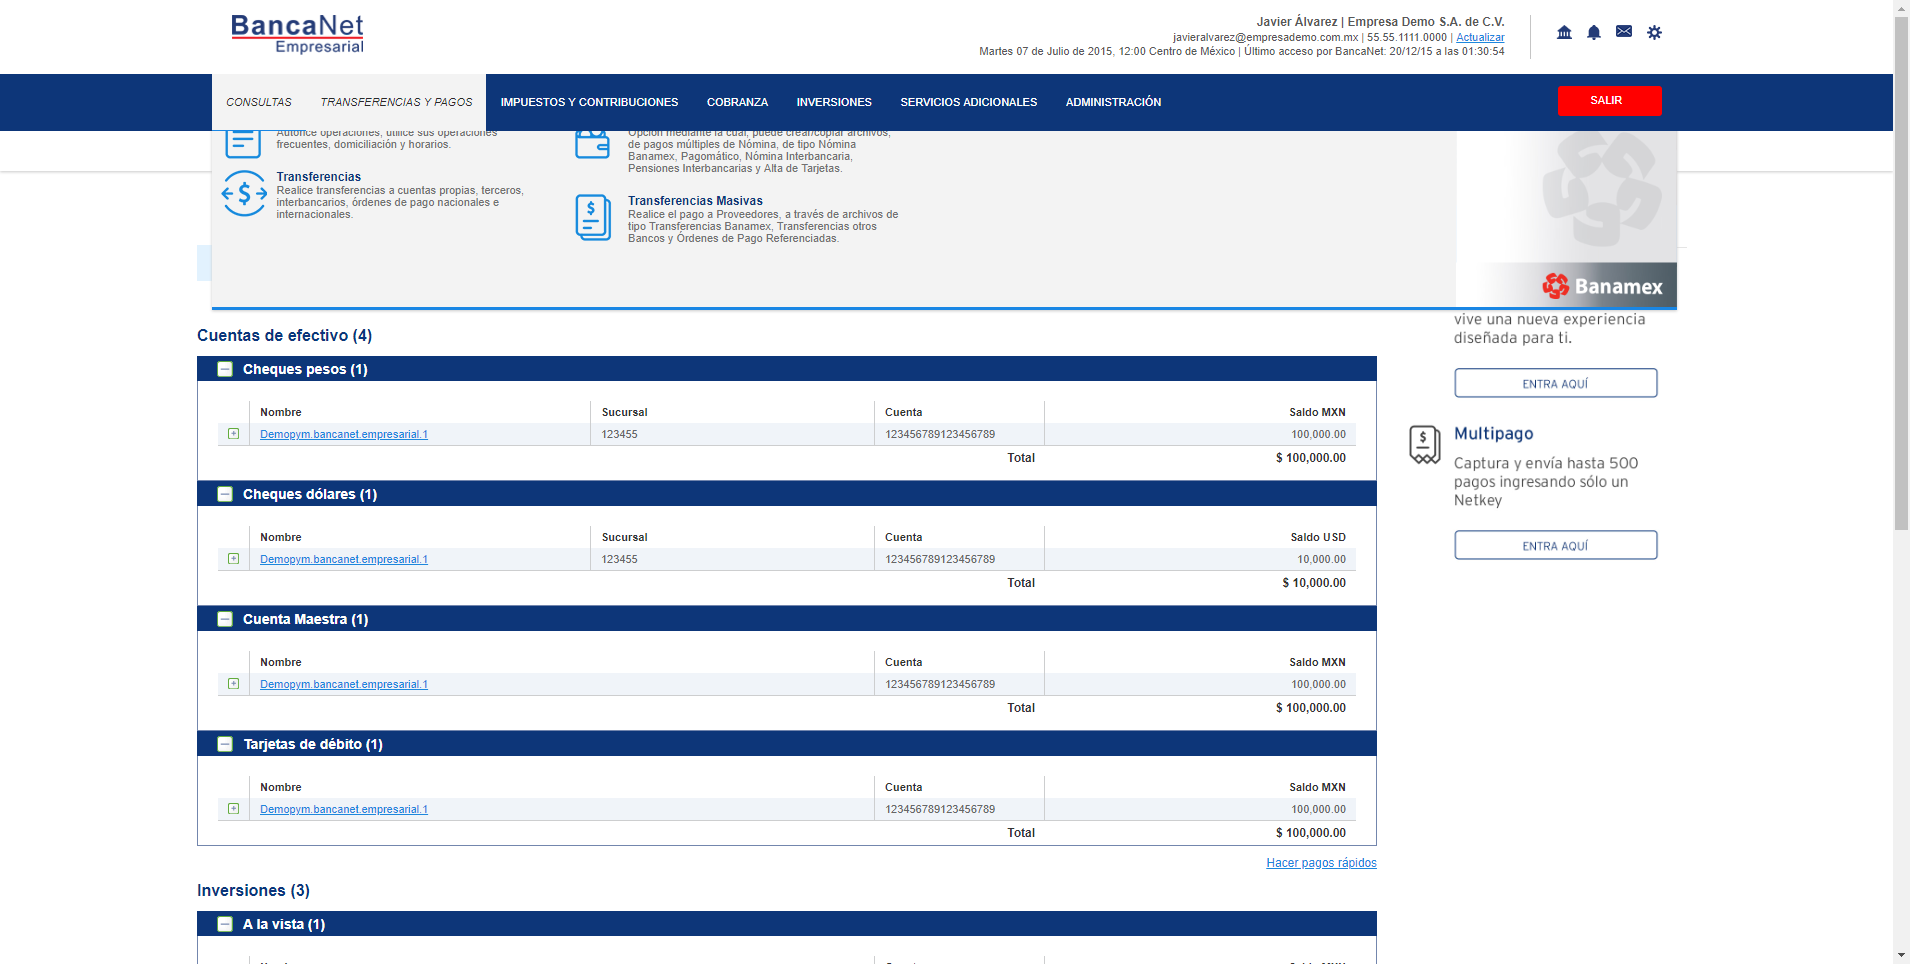 BancaNet
Empresarial
Javier Álvarez | Empresa Demo S.A. de C.V.
javieralvarez@empresademo.com.mx | 55.55.1111.0000 | Actualizar
Martes 07 de Julio de 2015, 12:00 Centro de México | Último acceso por BancaNet: 20/12/15 a las 01:30:54
CONSULTAS TRANSFERENCIAS Y PAGOS IMPUESTOS Y CONTRIBUCIONES COBRANZA INVERSIONES SERVICIOS ADICIONALES ADMINISTRACIÓN SALIR
Autorice operaciones, utilice sus operaciones
frecuentes, domiciliación y horarios.
Transferencias
Realice transferencias a cuentas propias, terceros,
interbancarios, órdenes de pago nacionales e
internacionales.
Opción mediante la cual, puede crear/copiar archivos,
de pagos múltiples de Nómina, de tipo Nómina
Banamex, Pagomático, Nómina Interbancaria,
Pensiones Interbancarias y Alta de Tarjetas.
Transferencias Masivas
Realice el pago a Proveedores, a través de archivos de
tipo Transferencias Banamex, Transferencias otros
Bancos y Órdenes de Pago Referenciadas.
Banamex
Cuentas de efectivo (4)
Cheques pesos (1)
Nombre Sucursal Cuenta Saldo MXN
Demopym.bancanet.empresarial.1 123455 123456789123456789 100,000.00
Total $ 100,000.00
Cheques dólares (1)
Nombre Sucursal Cuenta Saldo USD
Demopym.bancanet.empresarial.1 123455 123456789123456789 10,000.00
Total $ 10,000.00
Cuenta Maestra (1)
Nombre Cuenta Saldo MXN
Demopym.bancanet.empresarial.1 123456789123456789 100,000.00
Total $ 100,000.00
Tarjetas de débito (1)
Nombre Cuenta Saldo MXN
Demopym.bancanet.empresarial.1 123456789123456789 100,000.00
Total $ 100,000.00
Hacer pagos rápidos
Inversiones (3)
A la vista (1)
vive una nueva experiencia
diseñada para ti.
ENTRA AQUÍ
Multipago
Captura y envía hasta 500
pagos ingresando sólo un
Netkey
ENTRA AQUÍ